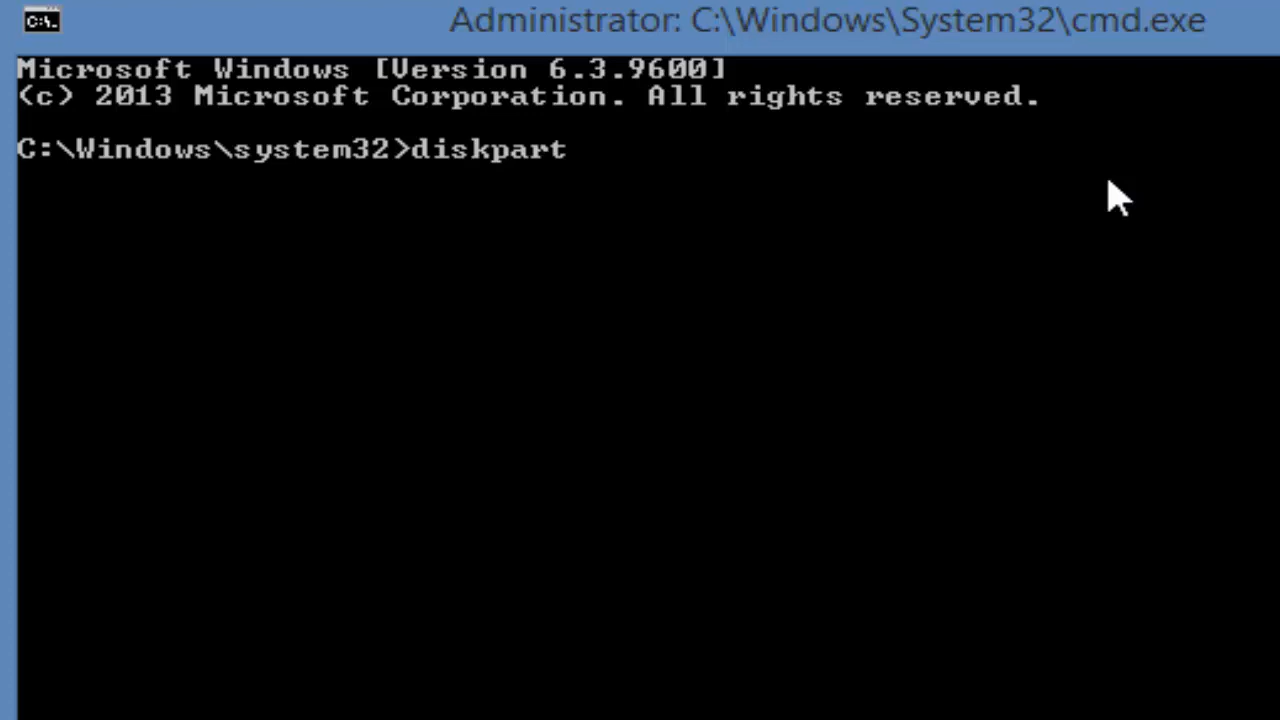 Administrator: C:\Windows\System32\cmd.exe
Microsoft Windows [Version 6.3.9600]
(c) 2013 Microsoft Corporation. All rights reserved.
C:\Windows\system32>diskpart